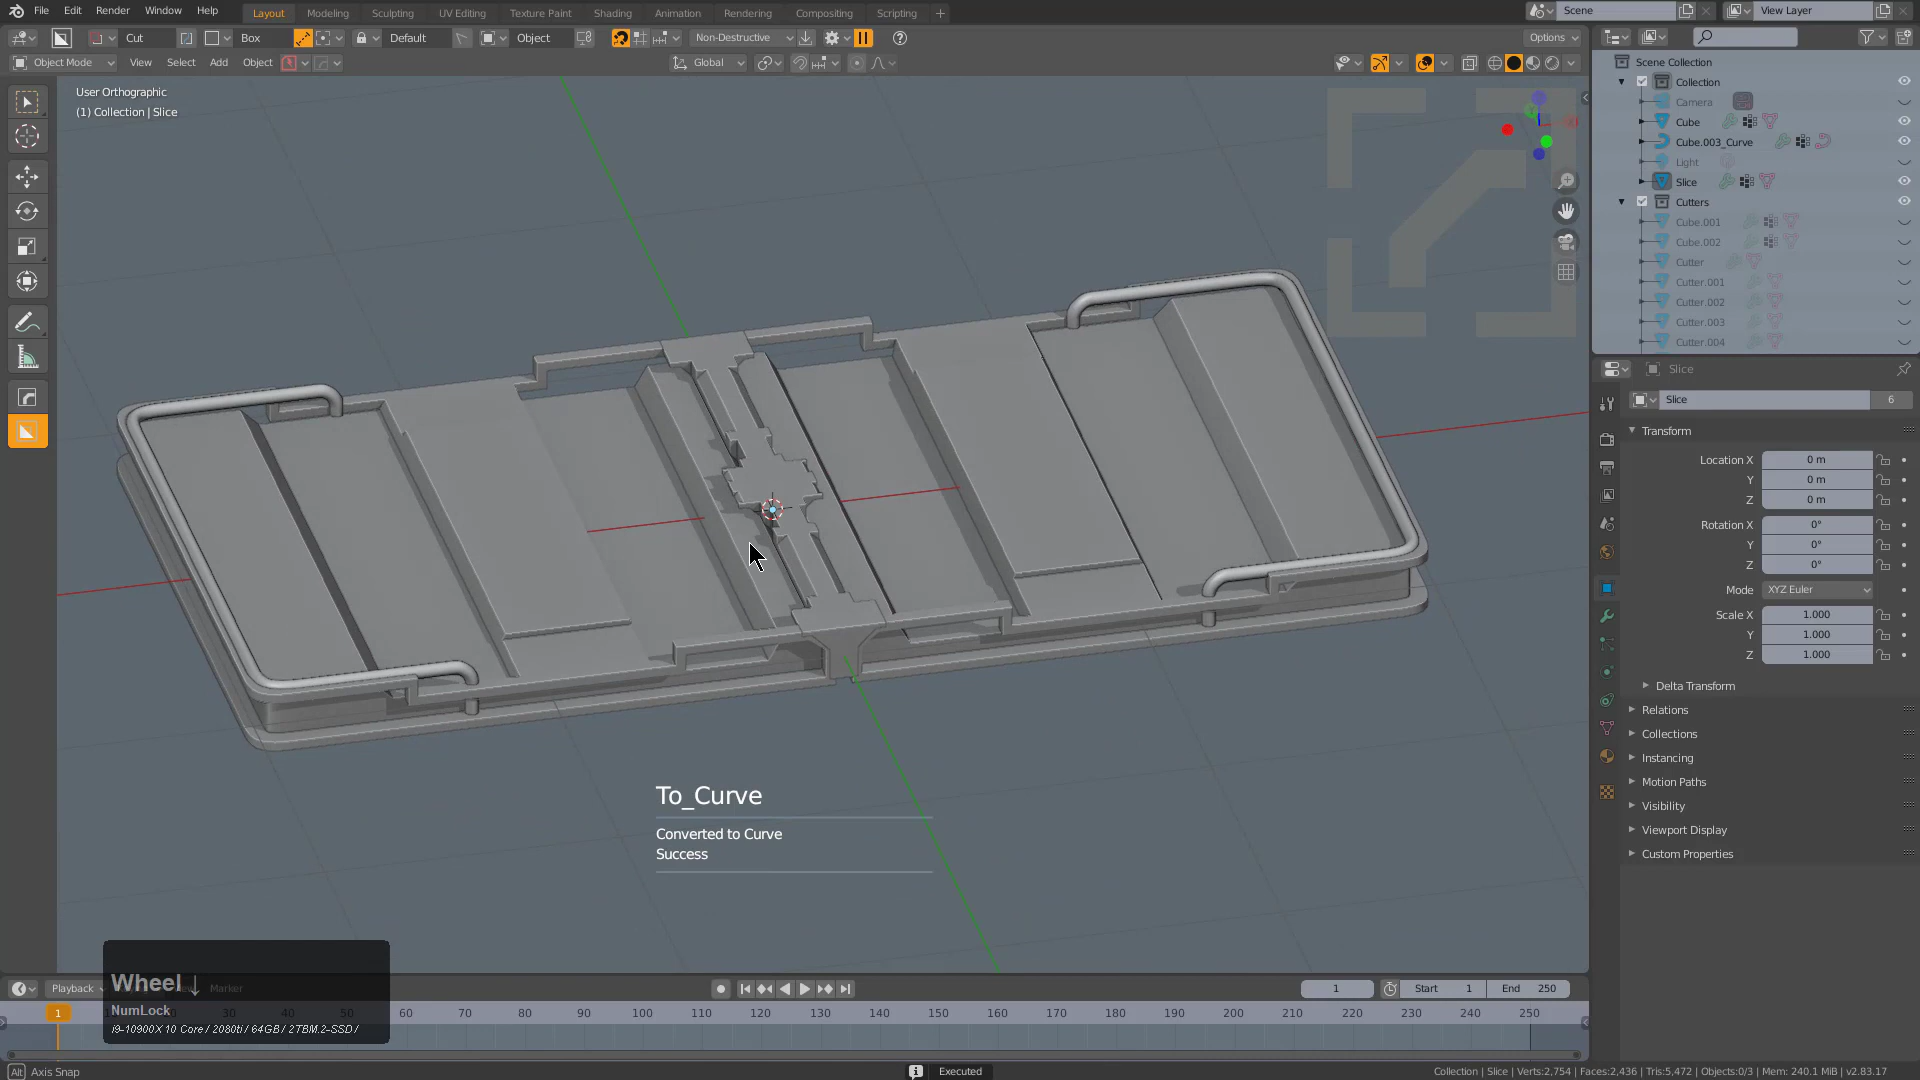 File Edit Render Window Help Layout Modeling Sculpting UV Editing Texture Paint Shading Animation Rendering Compositing Scripting Scene View Layer
Cut Box Default Object Non-Destructive Options
Object Mode View Select Add Object Global
User Orthographic
(1) Collection | Slice
Scene Collection
Collection
Camera
Cube
Cube.003_Curve
Light
Slice
Cutters
Cube.001
Cube.002
Cutter
Cutter.001
Cutter.002
Cutter.003
Cutter.004
Slice
Slice 6
Transform
Location X 0 m
Y 0 m
Z 0 m
Rotation X 0°
Y 0°
Z 0°
Mode XYZ Euler
Scale X 1.000
Y 1.000
Z 1.000
Delta Transform
Relations
Collections
Instancing
Motion Paths
Visibility
Viewport Display
Custom Properties
To_Curve
Converted to Curve
Success
Wheel ↓
NumLock
i9-10900X 10 Core / 2080ti / 64GB / 2TBM.2-SSD /
Playback Marker 1 Start 1 End 250
1 60 70 80 90 100 110 120 130 140 150 160 170 180 190 200 210 220 230 240 250
Alt Axis Snap Executed Collection | Slice | Verts:2,754 | Faces:2,436 | Tris:5,472 | Objects:0/3 | Mem: 240.1 MiB | v2.83.17